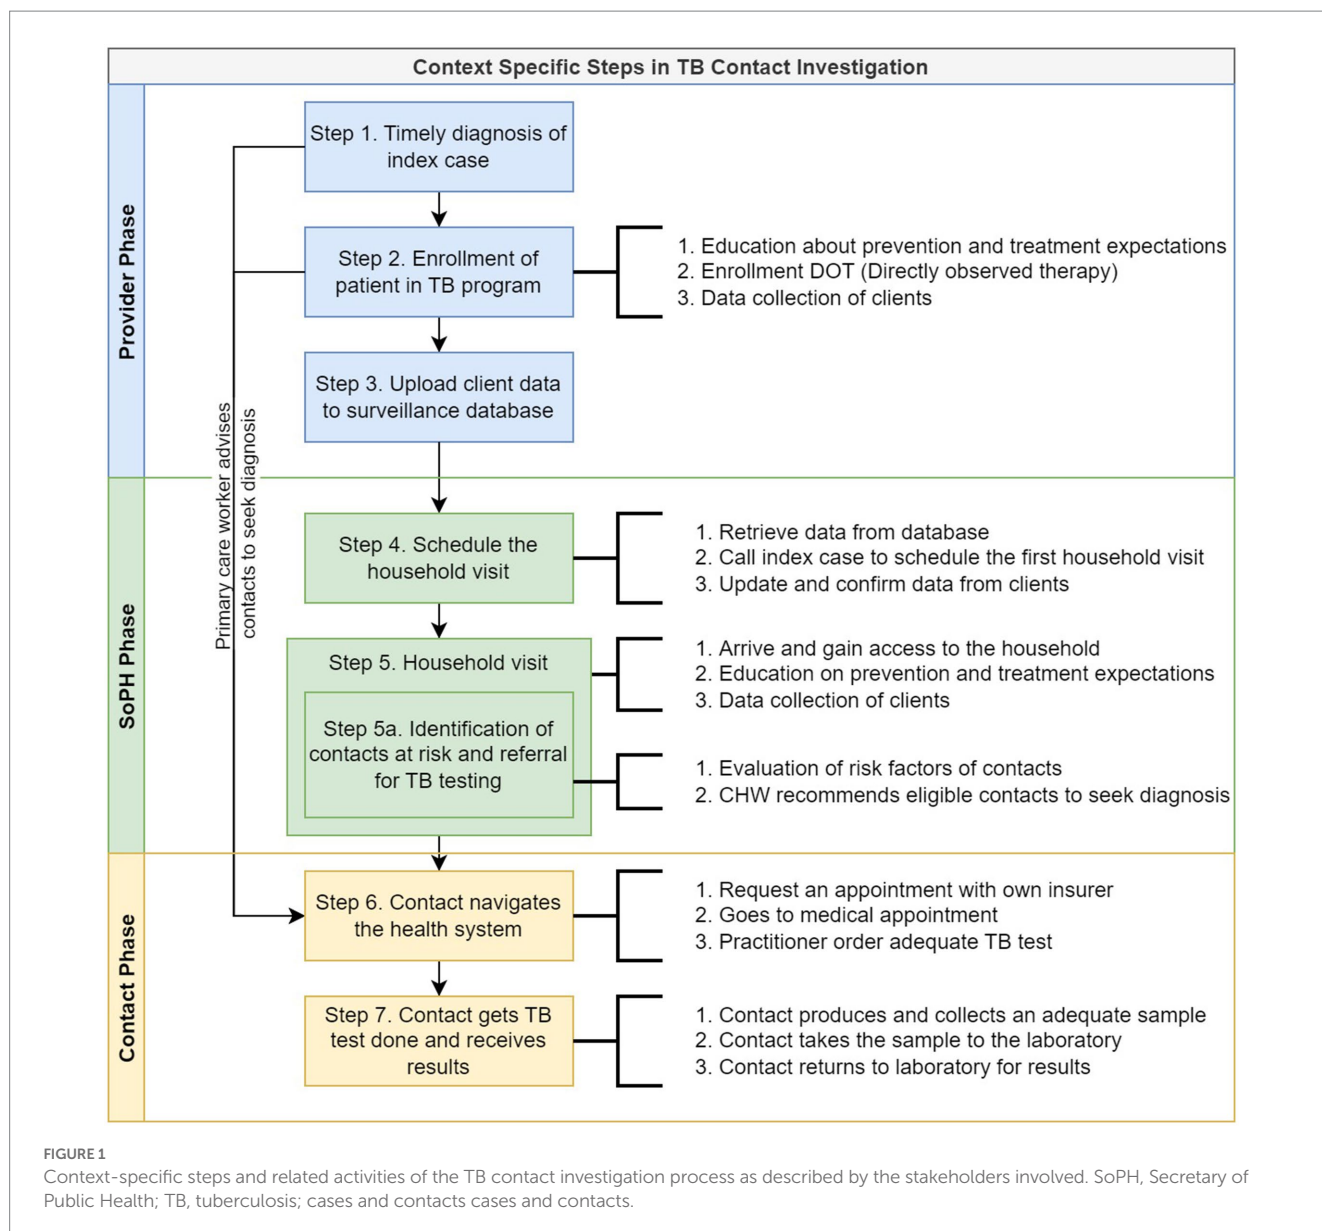 Context Specific Steps in TB Contact Investigation
Provider Phase
Step 1. Timely diagnosis of
index case
Step 2. Enrollment of
patient in TB program
1. Education about prevention and treatment expectations
2. Enrollment DOT (Directly observed therapy)
3. Data collection of clients
Step 3. Upload client data
to surveillance database
Primary care worker advises
contacts to seek diagnosis
SoPH Phase
Step 4. Schedule the
household visit
1. Retrieve data from database
2. Call index case to schedule the first household visit
3. Update and confirm data from clients
Step 5. Household visit
1. Arrive and gain access to the household
2. Education on prevention and treatment expectations
3. Data collection of clients
Step 5a. Identification of
contacts at risk and referral
for TB testing
1. Evaluation of risk factors of contacts
2. CHW recommends eligible contacts to seek diagnosis
Contact Phase
Step 6. Contact navigates
the health system
1. Request an appointment with own insurer
2. Goes to medical appointment
3. Practitioner order adequate TB test
Step 7. Contact gets TB
test done and receives
results
1. Contact produces and collects an adequate sample
2. Contact takes the sample to the laboratory
3. Contact returns to laboratory for results
FIGURE 1
Context-specific steps and related activities of the TB contact investigation process as described by the stakeholders involved. SoPH, Secretary of
Public Health; TB, tuberculosis; cases and contacts cases and contacts.